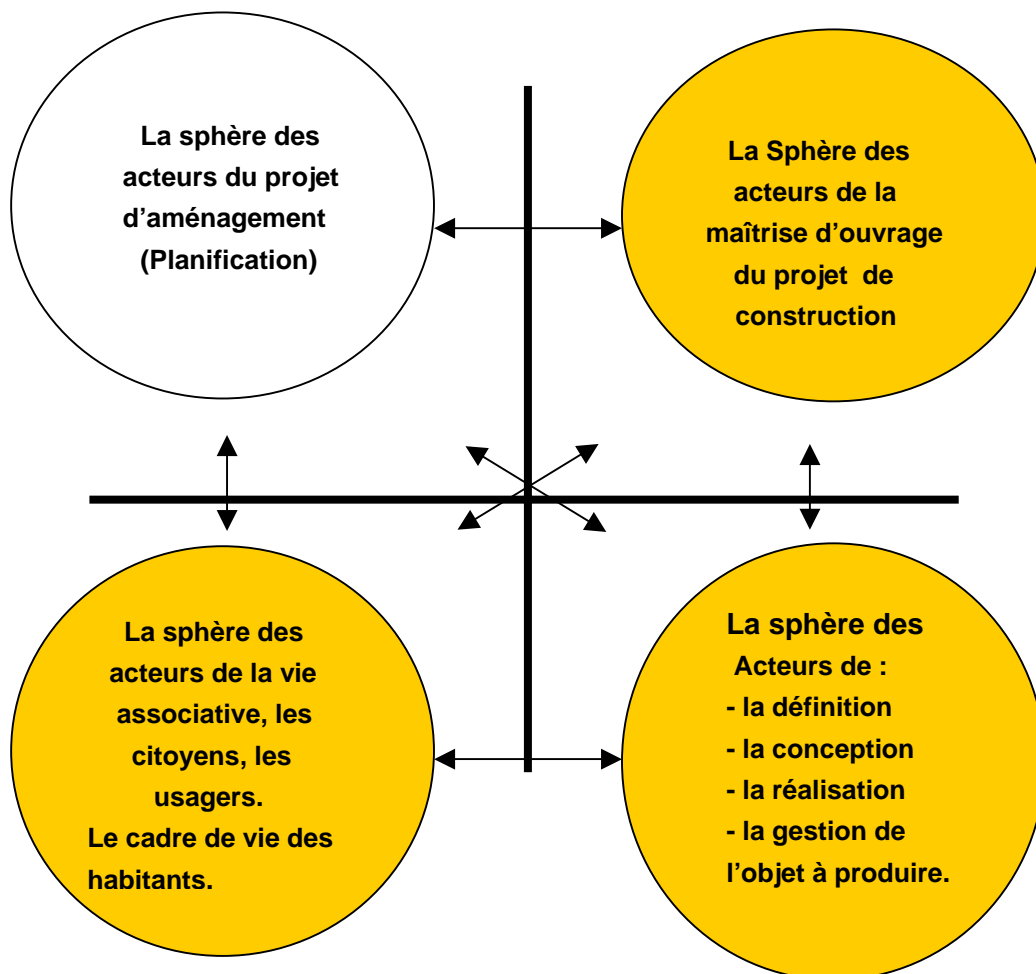 La sphère des
acteurs du projet
d’aménagement
(Planification)
La Sphère des
acteurs de la
maîtrise d’ouvrage
du projet de
construction
La sphère des
acteurs de la vie
associative, les
citoyens, les
usagers.
Le cadre de vie des
habitants.
La sphère des
Acteurs de :
- la définition
- la conception
- la réalisation
- la gestion de
l’objet à produire.